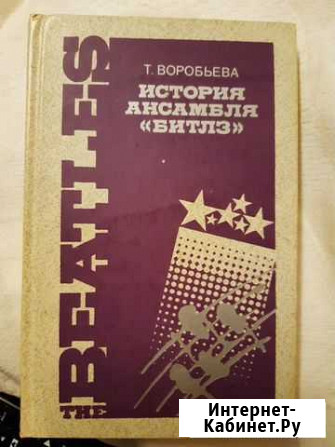 THE BEATLES
Т. ВОРОБЬЕВА
ИСТОРИЯ
АНСАМБЛЯ
«БИТЛЗ»
Интернет-
Кабинет.Ру